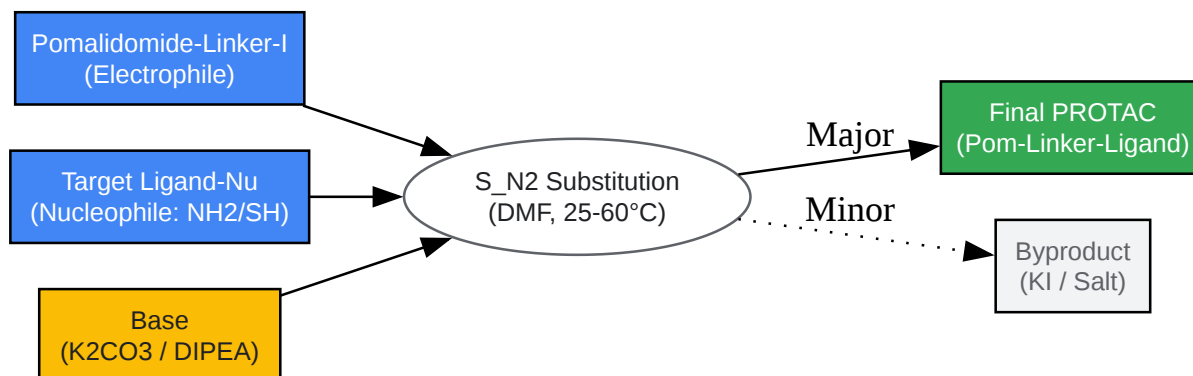 Pomalidomide-Linker-I
(Electrophile)
Target Ligand-Nu
(Nucleophile: NH2/SH)
Base
(K2CO3 / DIPEA)
S_N2 Substitution
(DMF, 25-60°C)
Major
Minor
Final PROTAC
(Pom-Linker-Ligand)
Byproduct
(KI / Salt)